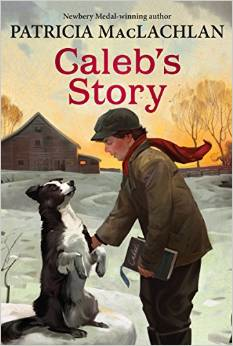 Newbery Medal-winning author
PATRICIA MACLACHLAN
Caleb's
Story